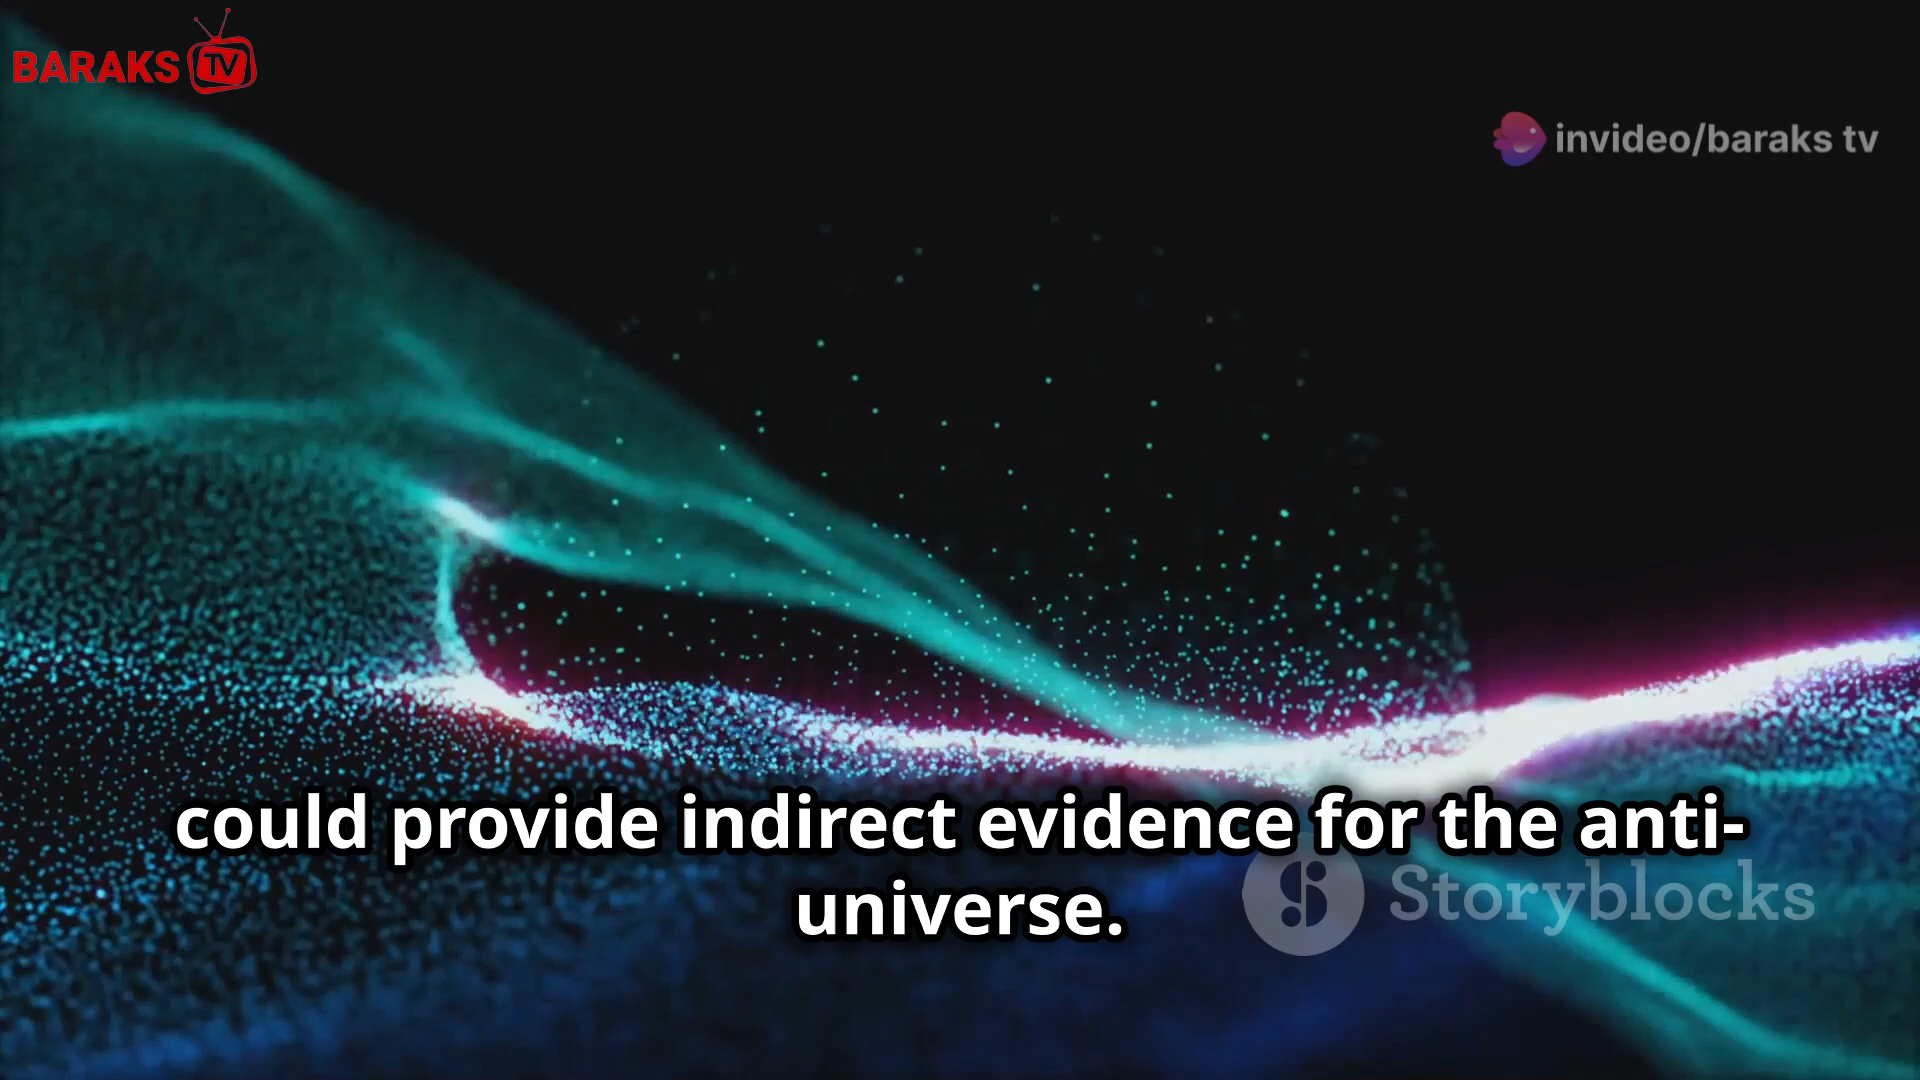 BARAKS TV
invideo/baraks tv
could provide indirect evidence for the anti-
universe.
Storyblocks